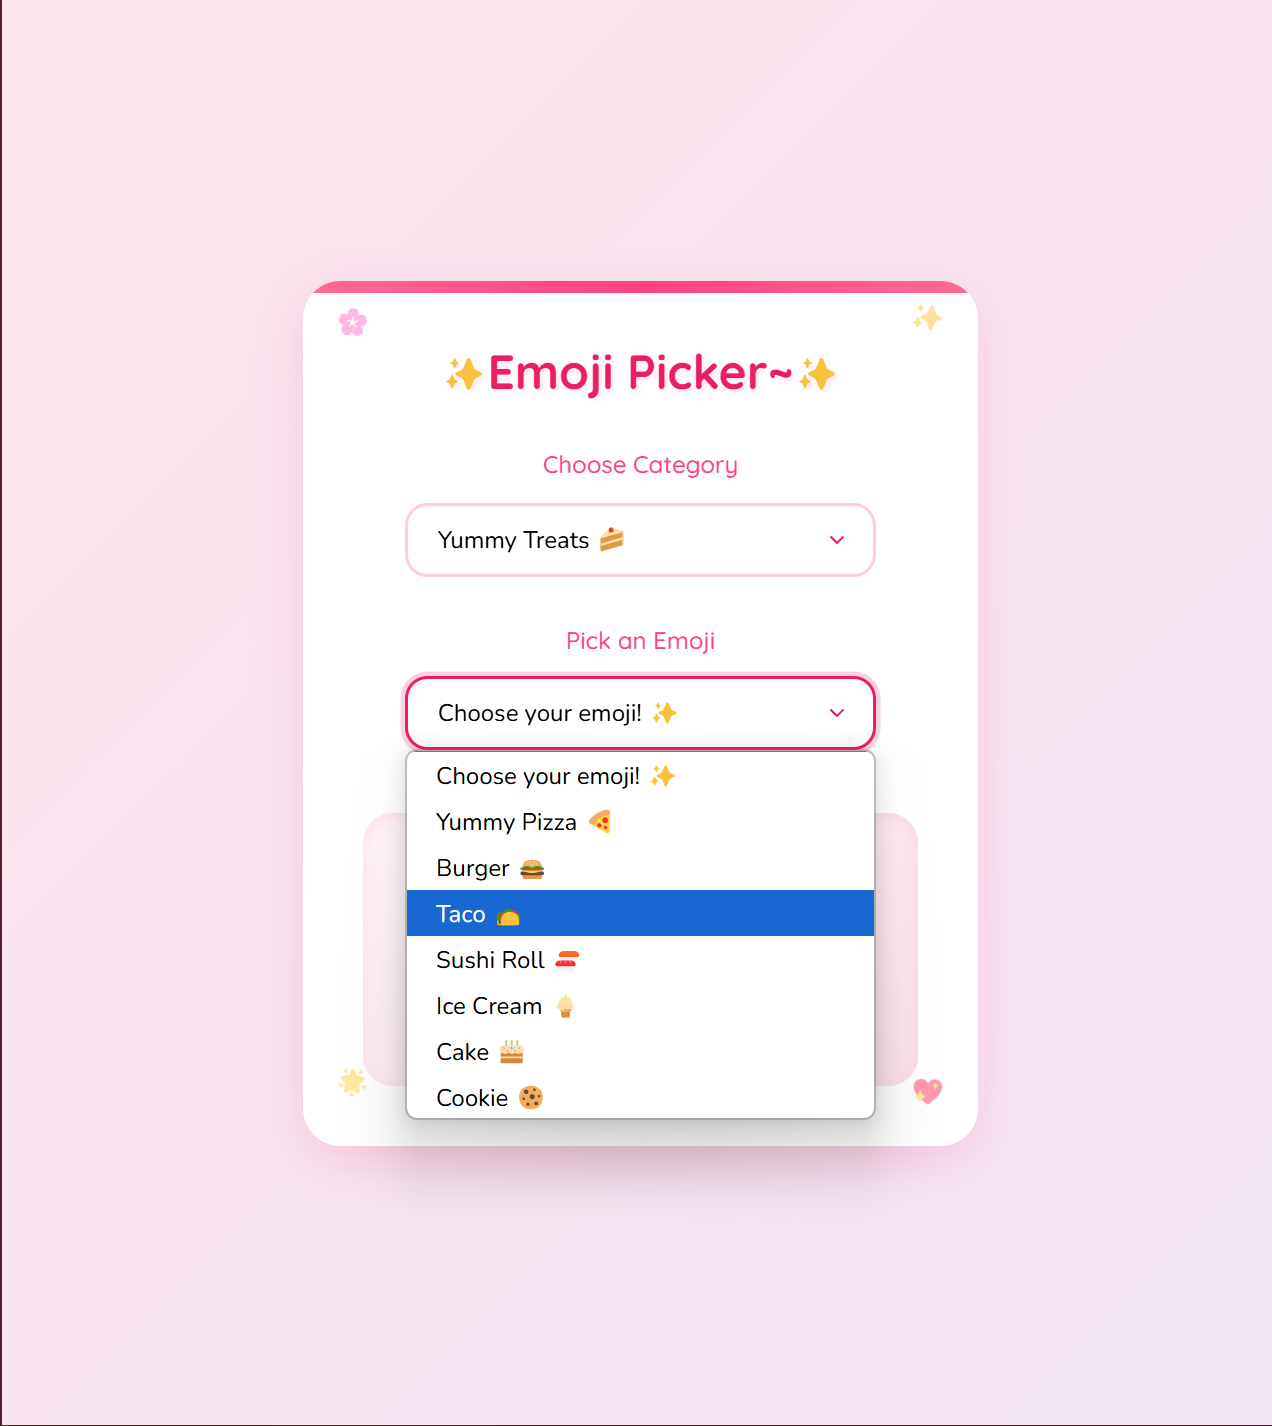 ✨Emoji Picker~✨
Choose Category
Yummy Treats 🍰
Pick an Emoji
Choose your emoji! ✨
Choose your emoji! ✨
Yummy Pizza 🍕
Burger 🍔
Taco 🌮
Sushi Roll 🍣
Ice Cream 🍦
Cake 🎂
Cookie 🍪